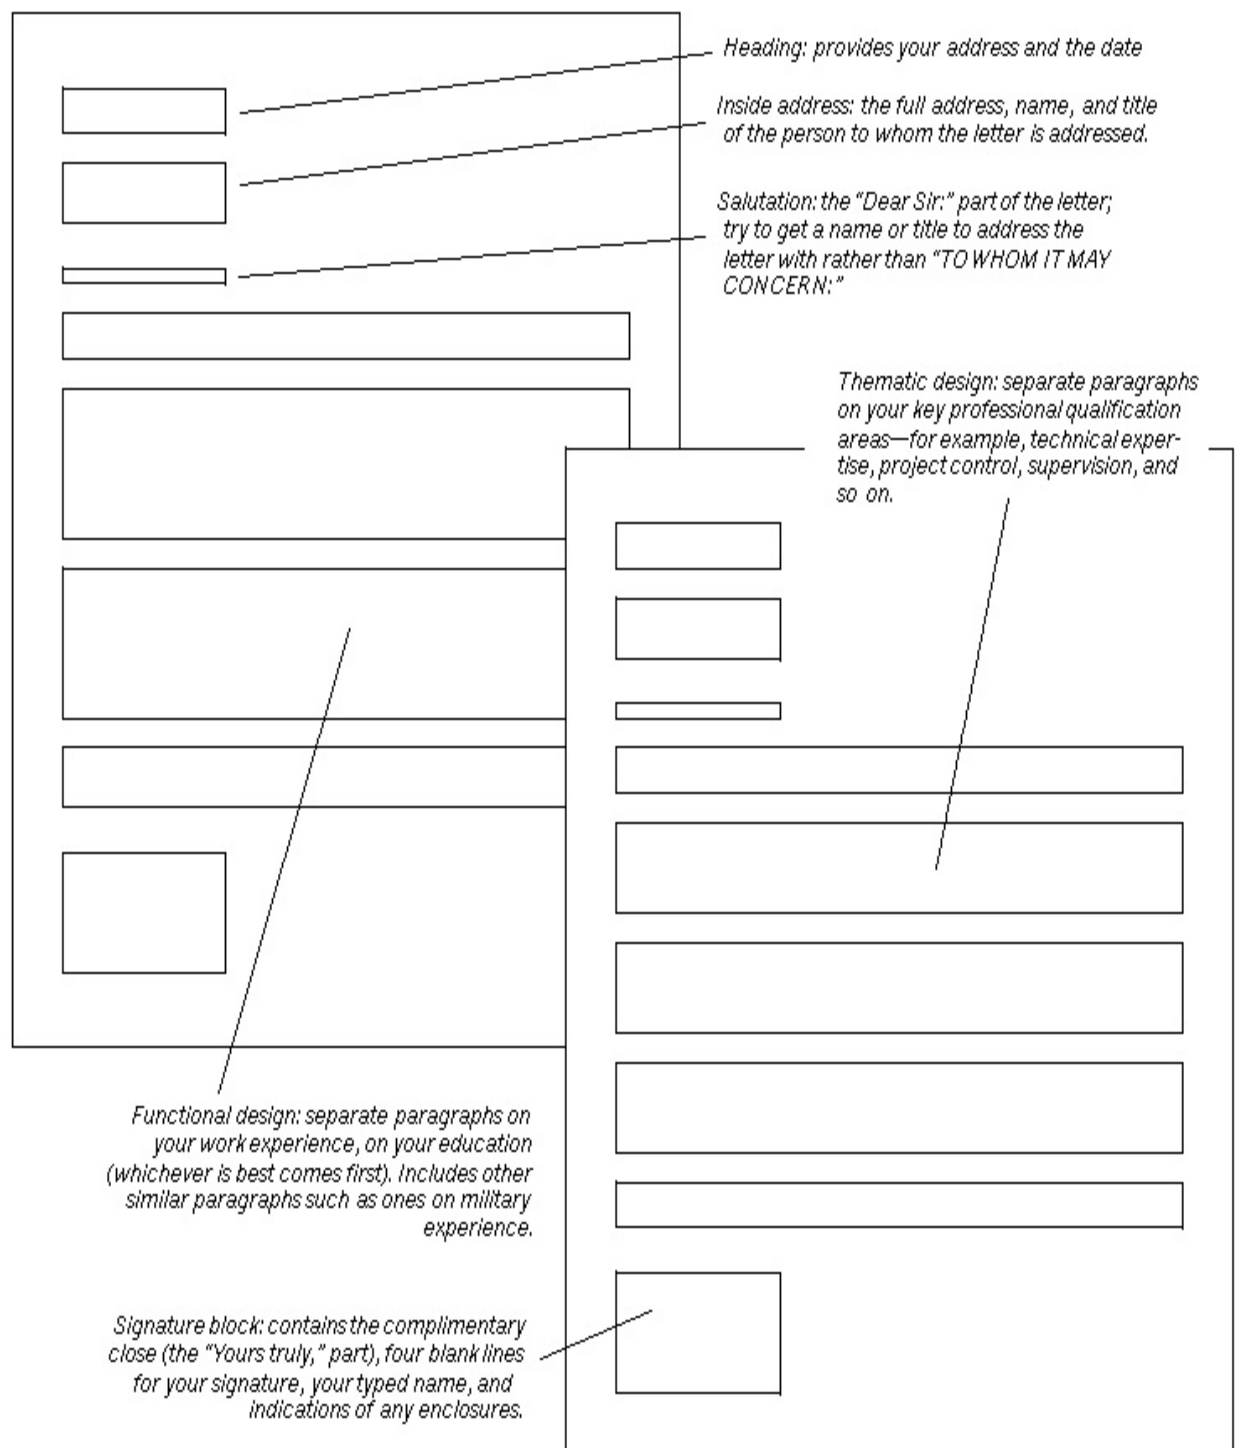 Heading: provides your address and the date
Inside address: the full address, name, and title
of the person to whom the letter is addressed.
Salutation: the “Dear Sir:” part of the letter;
try to get a name or title to address the
letter with rather than “TO WHOM IT MAY
CONCERN:”
Thematic design: separate paragraphs
on your key professional qualification
areas—for example, technical exper-
tise, project control, supervision, and
so on.
Functional design: separate paragraphs on
your work experience, on your education
(whichever is best comes first). Includes other
similar paragraphs such as ones on military
experience.
Signature block: contains the complimentary
close (the “Yours truly,” part), four blank lines
for your signature, your typed name, and
indications of any enclosures.